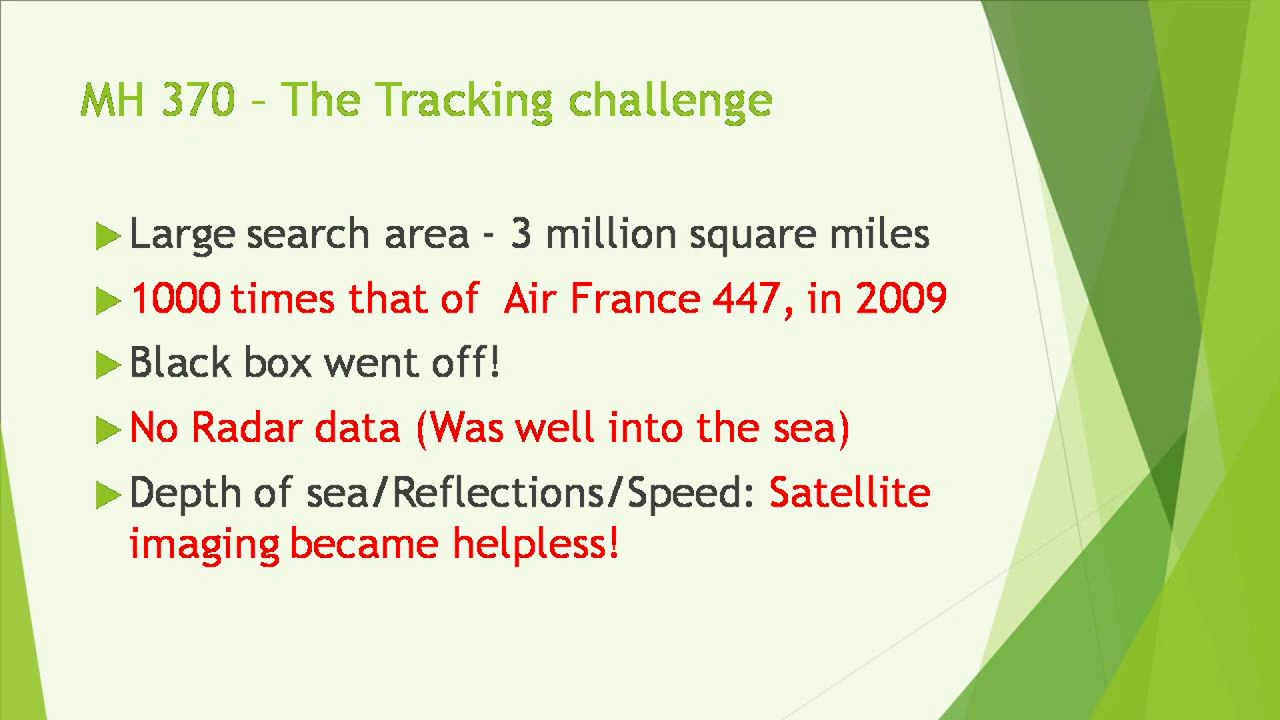 MH 370 – The Tracking challenge
Large search area - 3 million square miles
1000 times that of Air France 447, in 2009
Black box went off!
No Radar data (Was well into the sea)
Depth of sea/Reflections/Speed: Satellite
imaging became helpless!